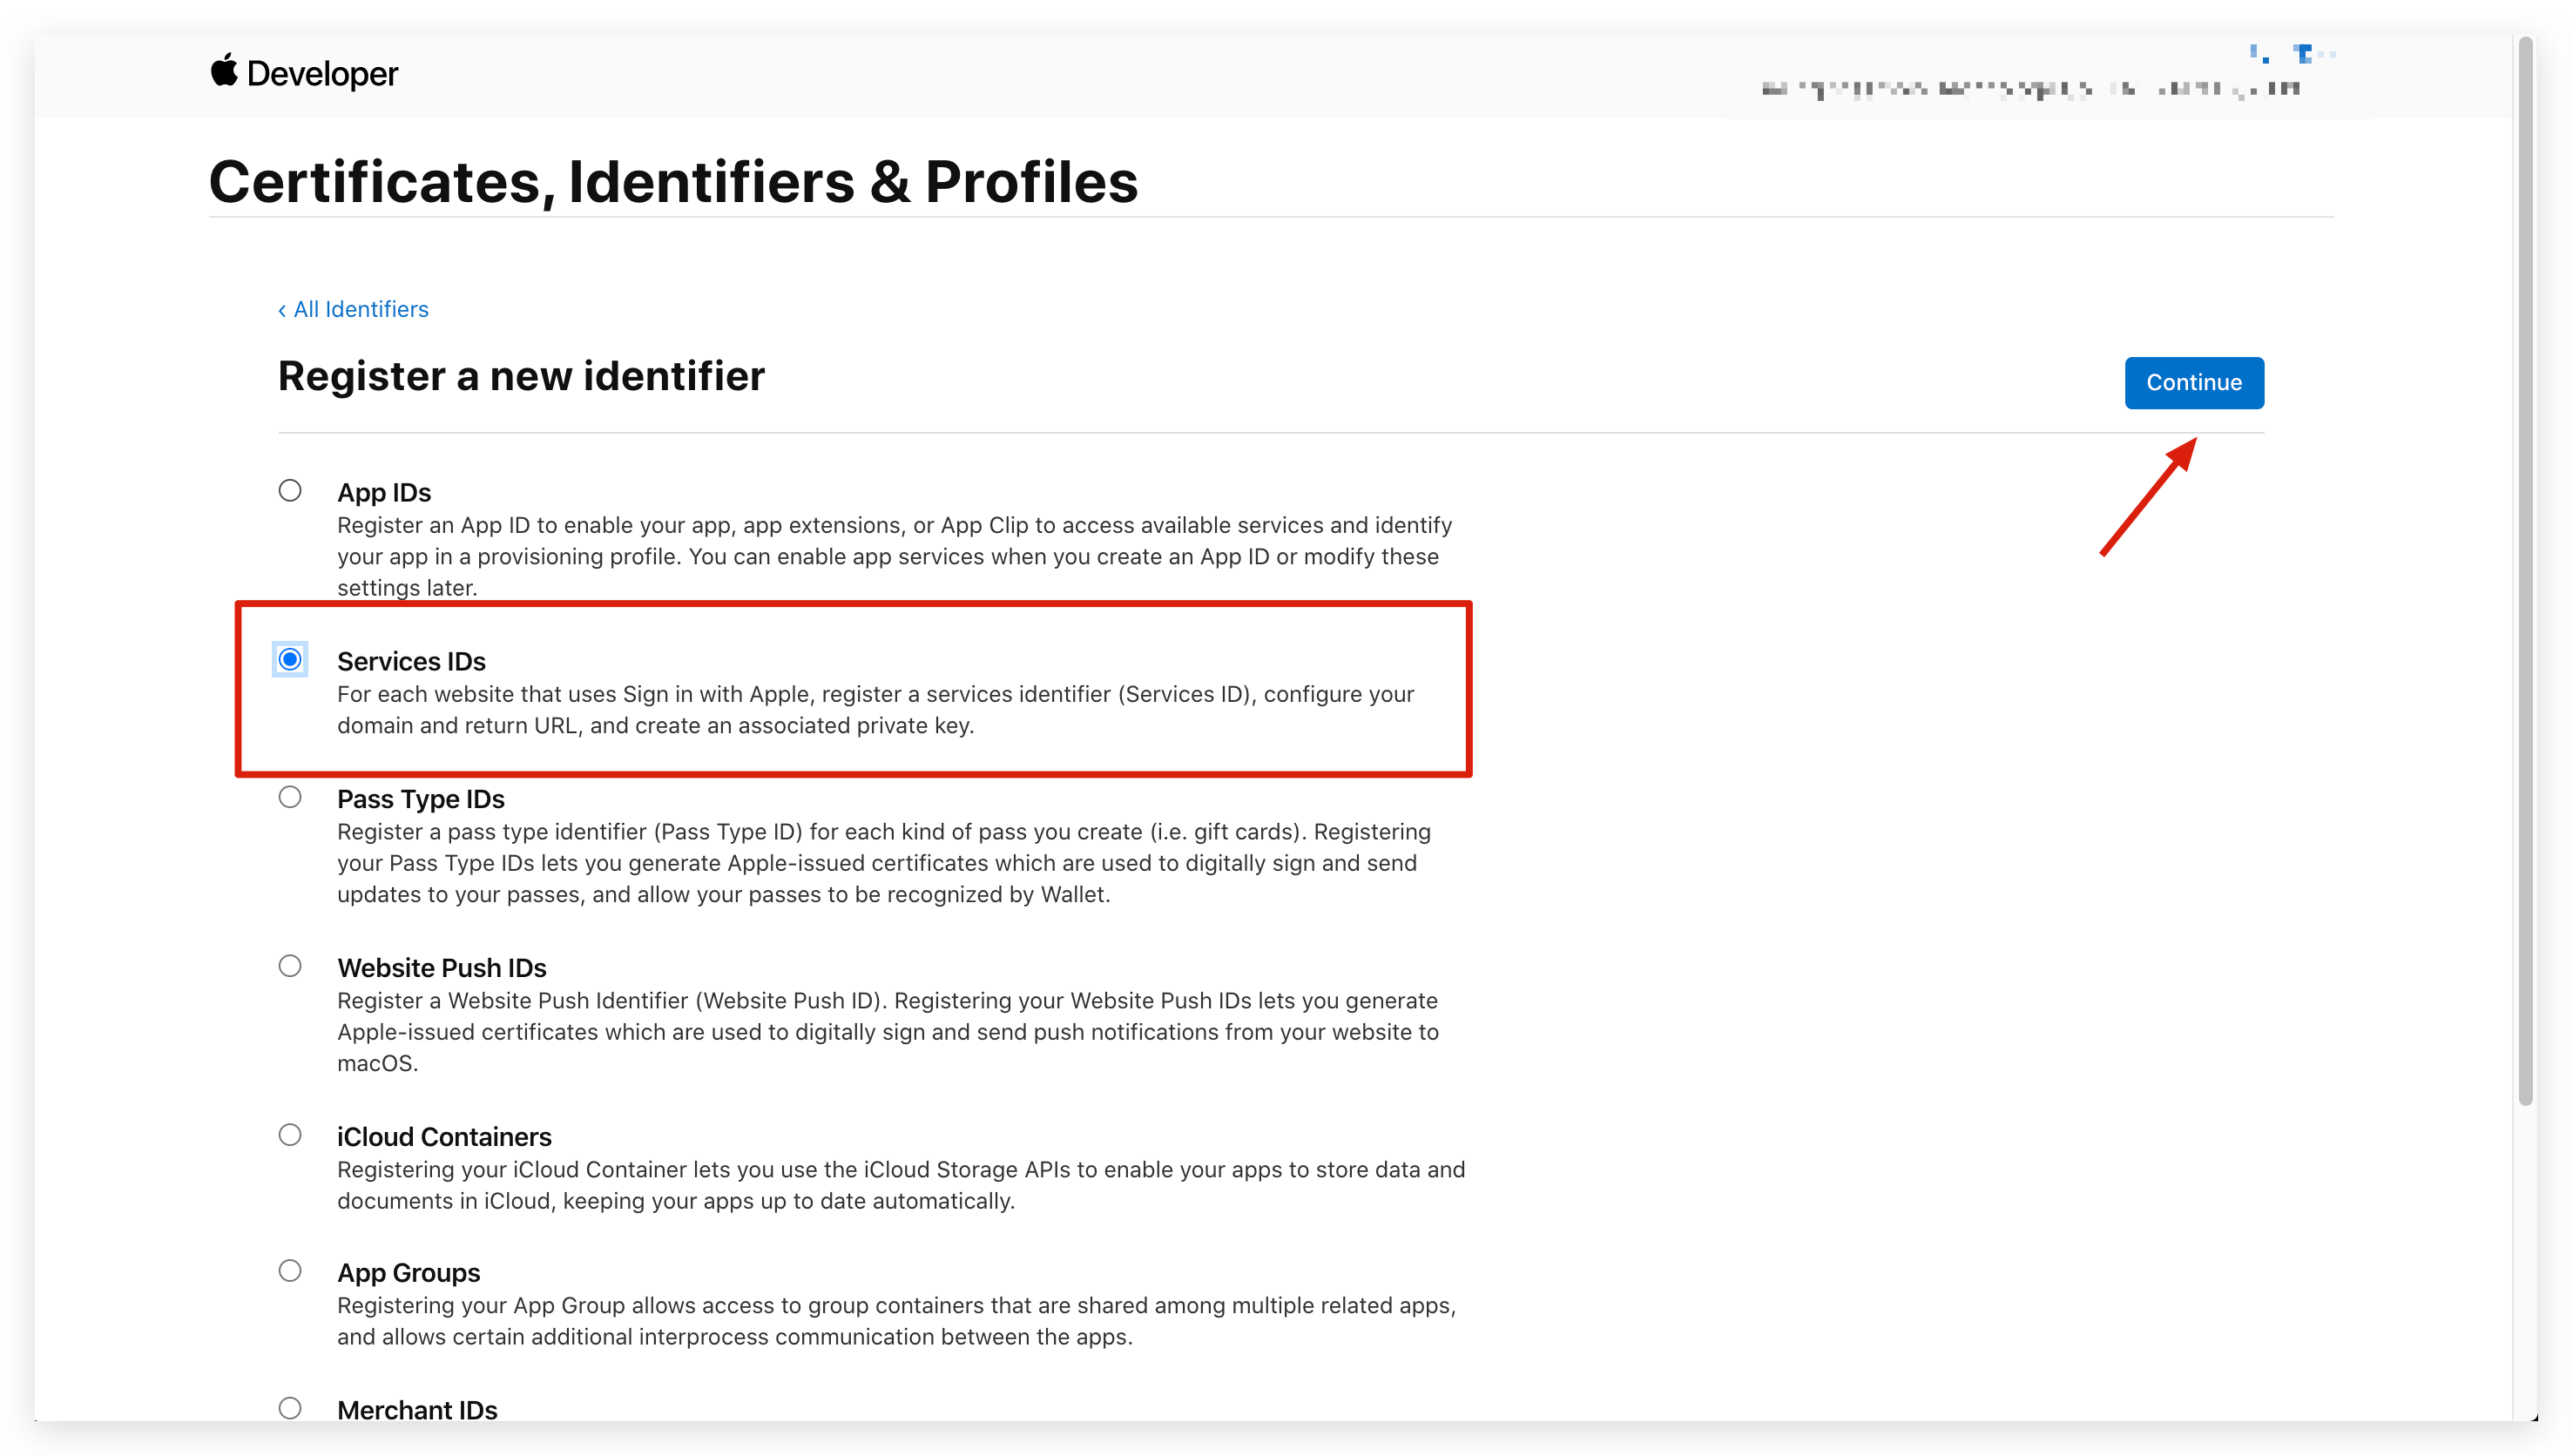 Developer
Certificates, Identifiers & Profiles
‹ All Identifiers
Register a new identifier
Continue
App IDs
Register an App ID to enable your app, app extensions, or App Clip to access available services and identify
your app in a provisioning profile. You can enable app services when you create an App ID or modify these
settings later.
Services IDs
For each website that uses Sign in with Apple, register a services identifier (Services ID), configure your
domain and return URL, and create an associated private key.
Pass Type IDs
Register a pass type identifier (Pass Type ID) for each kind of pass you create (i.e. gift cards). Registering
your Pass Type IDs lets you generate Apple-issued certificates which are used to digitally sign and send
updates to your passes, and allow your passes to be recognized by Wallet.
Website Push IDs
Register a Website Push Identifier (Website Push ID). Registering your Website Push IDs lets you generate
Apple-issued certificates which are used to digitally sign and send push notifications from your website to
macOS.
iCloud Containers
Registering your iCloud Container lets you use the iCloud Storage APIs to enable your apps to store data and
documents in iCloud, keeping your apps up to date automatically.
App Groups
Registering your App Group allows access to group containers that are shared among multiple related apps,
and allows certain additional interprocess communication between the apps.
Merchant IDs